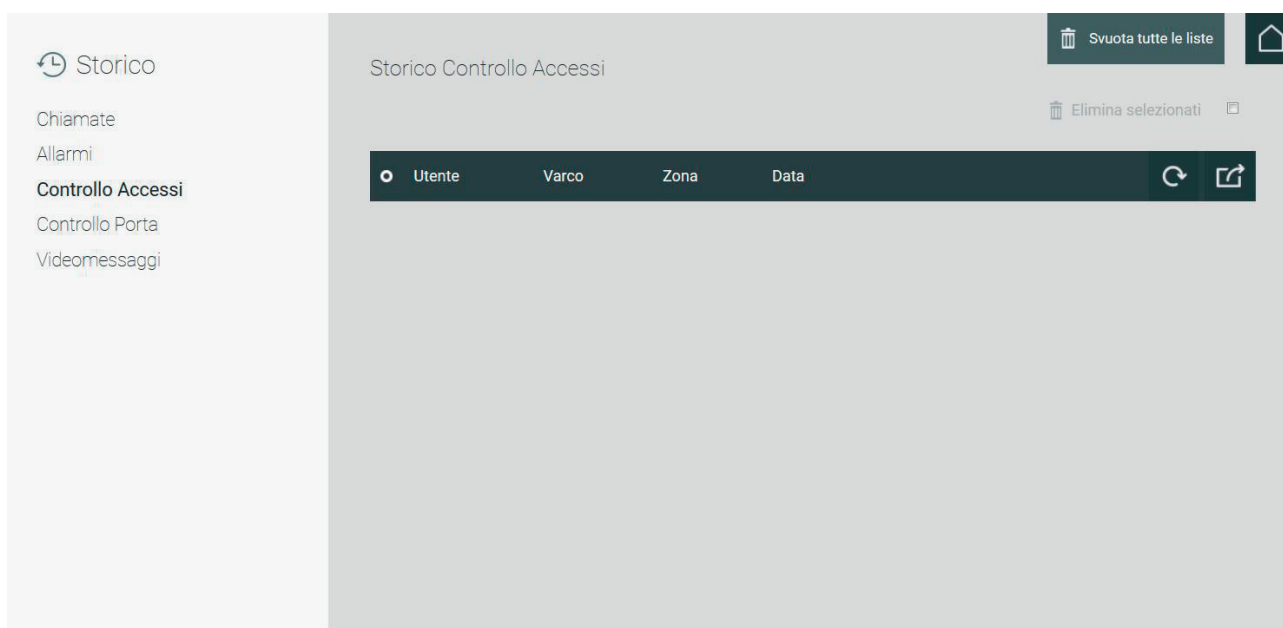 Storico
Chiamate
Allarmi
Controllo Accessi
Controllo Porta
Videomessaggi
Svuota tutte le liste
Storico Controllo Accessi
Elimina selezionati
Utente Varco Zona Data